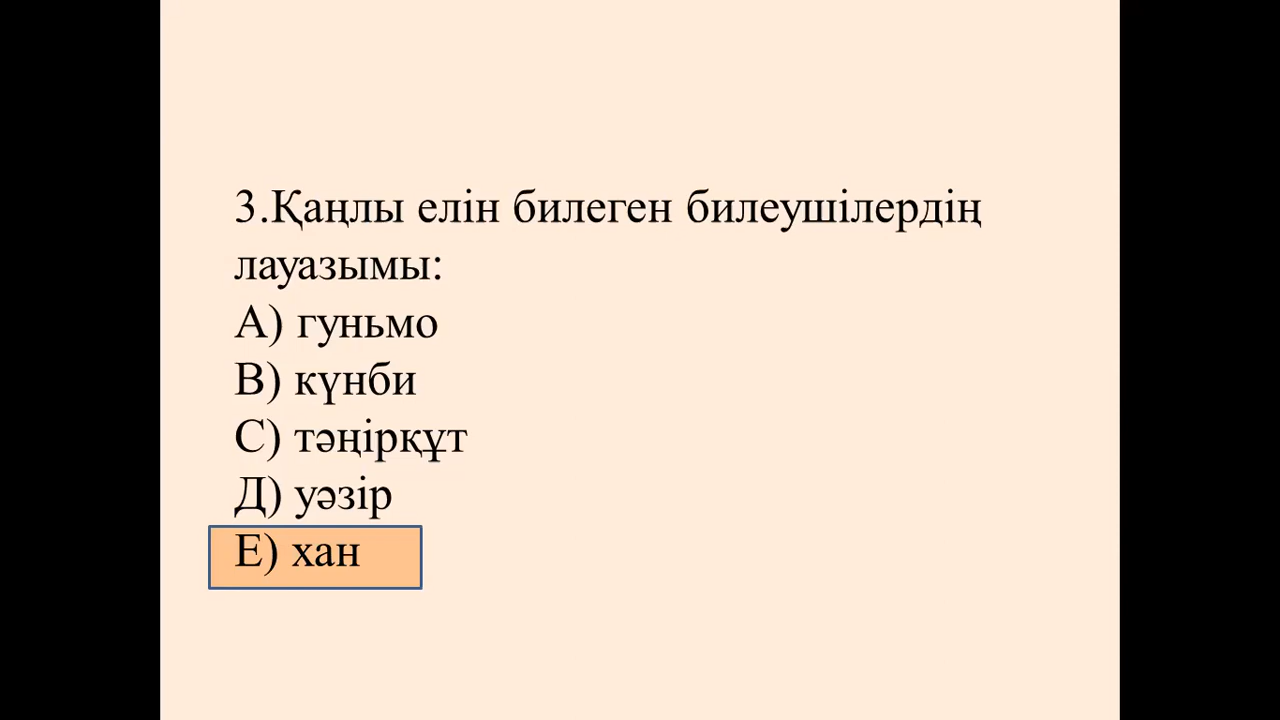 3.Қаңлы елін билеген билеушілердің
лауазымы:
А) гуньмо
В) күнби
С) тәңірқұт
Д) уәзір
Е) хан